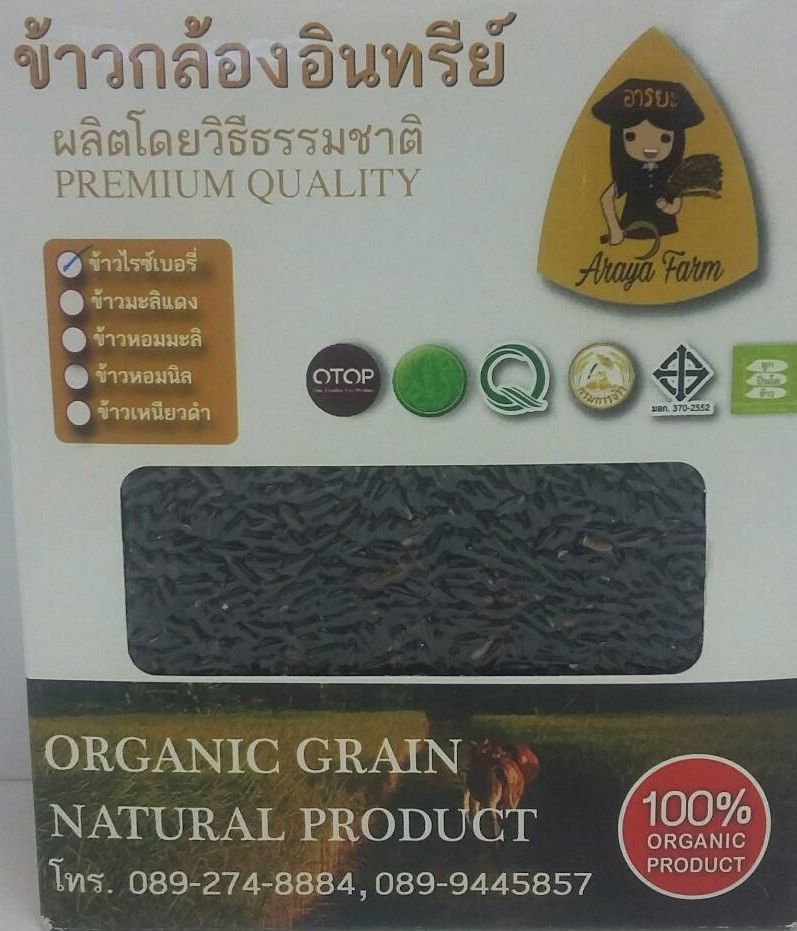 ข้าวกล้องอินทรีย์
ผลิตโดยวิธีธรรมชาติ
PREMIUM QUALITY
อารยะ
Araya Farm
ข้าวไรซ์เบอรี่
ข้าวมะลิแดง
ข้าวหอมมะลิ
ข้าวหอมนิล
ข้าวเหนียวดำ
OTOP
Q
มอก. 370-2552
ORGANIC GRAIN
NATURAL PRODUCT
โทร. 089-274-8884, 089-9445857
100%
ORGANIC
PRODUCT